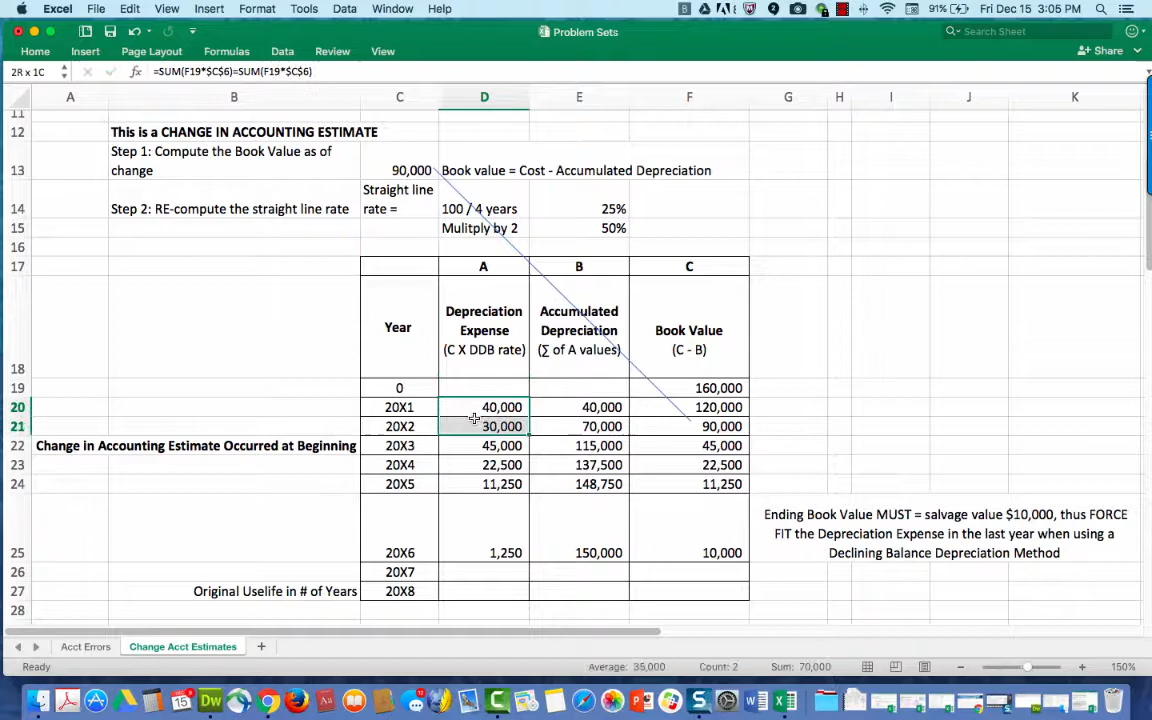 Excel File Edit View Insert Format Tools Data Window Help 91% Fri Dec 15 3:05 PM
Problem Sets Search Sheet
Home Insert Page Layout Formulas Data Review View Share
2R x 1C fx =SUM(F19*$C$6)=SUM(F19*$C$6)
A B C D E F G H I J K
11
12 This is a CHANGE IN ACCOUNTING ESTIMATE
Step 1: Compute the Book Value as of
13 change 90,000 Book value = Cost - Accumulated Depreciation
Straight line
14 Step 2: RE-compute the straight line rate rate = 100 / 4 years 25%
15 Mulitply by 2 50%
16
17 A B C
Depreciation Accumulated
Year Expense Depreciation Book Value
(C X DDB rate) (∑ of A values) (C - B)
18
19 0 160,000
20 20X1 40,000 40,000 120,000
21 20X2 30,000 70,000 90,000
22 Change in Accounting Estimate Occurred at Beginning 20X3 45,000 115,000 45,000
23 20X4 22,500 137,500 22,500
24 20X5 11,250 148,750 11,250
Ending Book Value MUST = salvage value $10,000, thus FORCE
FIT the Depreciation Expense in the last year when using a
25 20X6 1,250 150,000 10,000 Declining Balance Depreciation Method
26 20X7
27 Original Uselife in # of Years 20X8
28
Acct Errors Change Acct Estimates +
Ready Average: 35,000 Count: 2 Sum: 70,000 150%